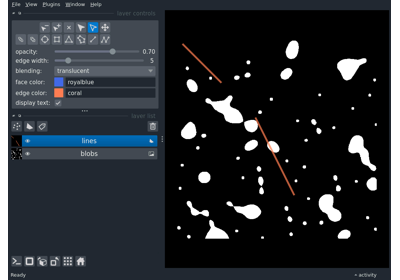 File View Plugins Window Help
layer controls
opacity: 0.70
edge width: 5
blending: translucent
face color: royalblue
edge color: coral
display text:
layer list
lines
blobs
Ready
activity